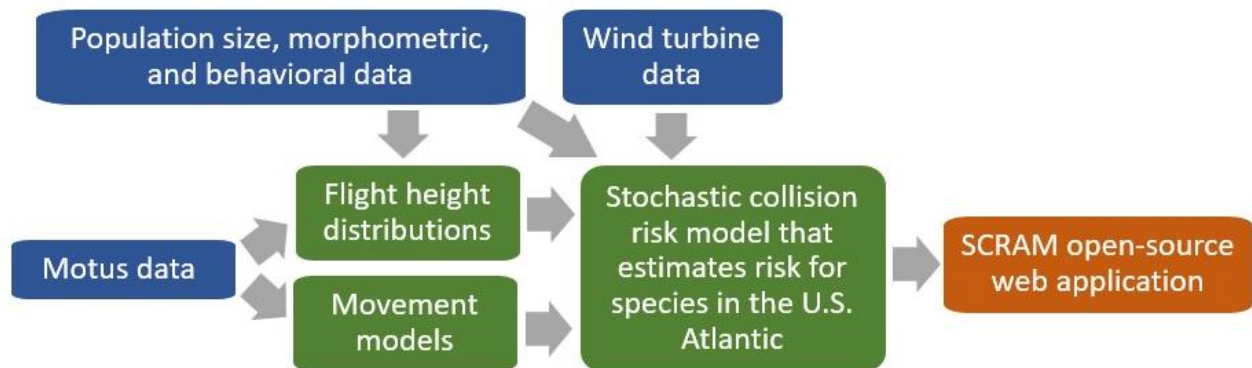 Population size, morphometric,
and behavioral data
Wind turbine
data
Flight height
distributions
Motus data
Movement
models
Stochastic collision
risk model that
estimates risk for
species in the U.S.
Atlantic
SCRAM open-source
web application